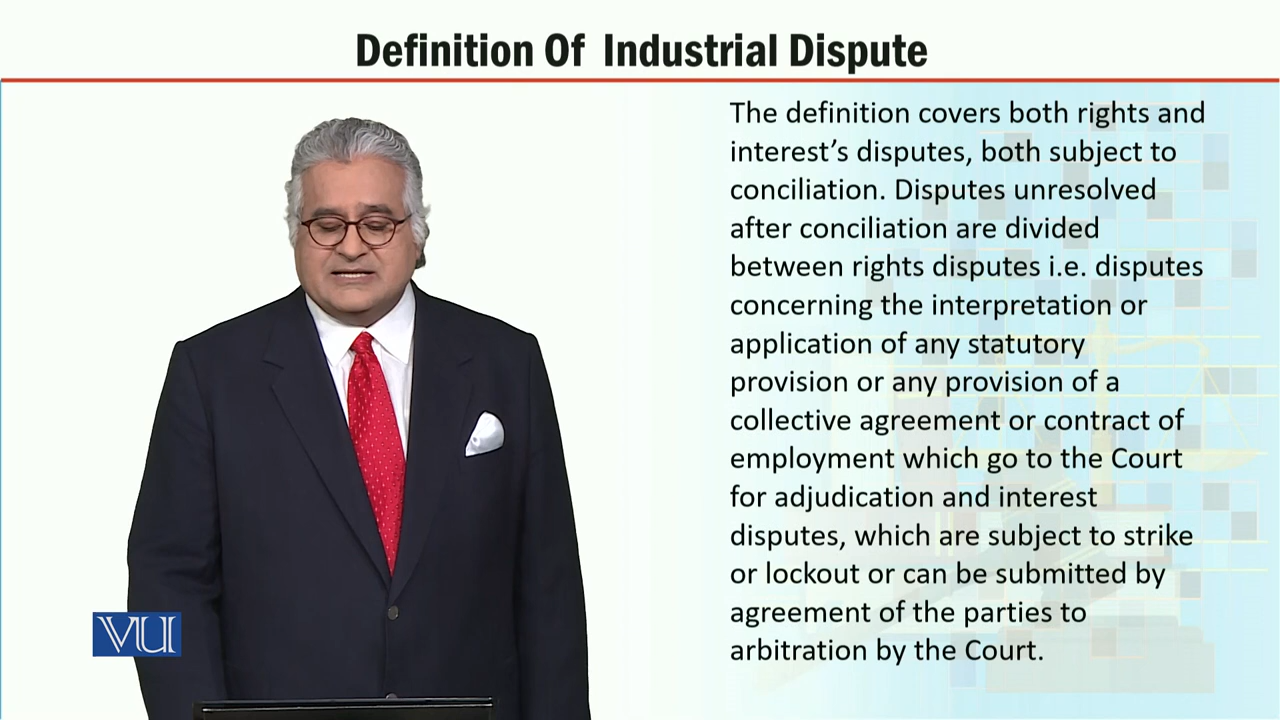 Definition Of Industrial Dispute
The definition covers both rights and
interest’s disputes, both subject to
conciliation. Disputes unresolved
after conciliation are divided
between rights disputes i.e. disputes
concerning the interpretation or
application of any statutory
provision or any provision of a
collective agreement or contract of
employment which go to the Court
for adjudication and interest
disputes, which are subject to strike
or lockout or can be submitted by
agreement of the parties to
arbitration by the Court.
VU